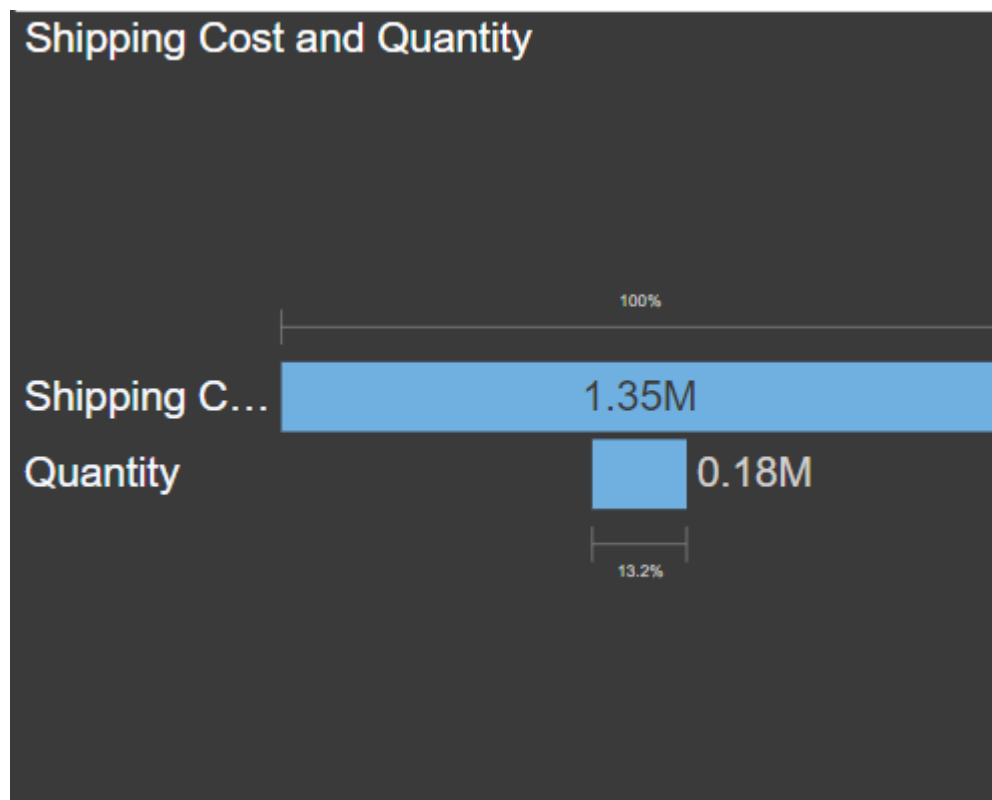 Shipping Cost and Quantity
100%
Shipping C... 1.35M
Quantity 0.18M
13.2%